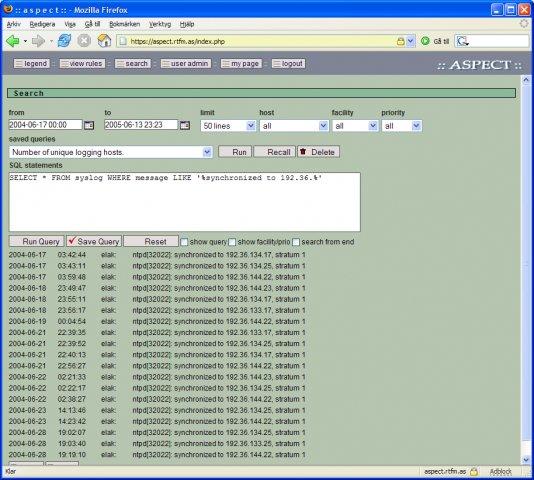 :: a s p e c t :: - Mozilla Firefox
Arkiv Redigera Visa Gå till Bokmärken Verktyg Hjälp
https://aspect.rtfm.as/index.php Gå till
legend view rules search user admin my page logout :: ASPECT ::
Search
from to limit host facility priority
2004-06-17 00:00 2005-06-13 23:23 50 lines all all all
saved queries
Number of unique logging hosts. Run Recall Delete
SQL statements
SELECT * FROM syslog WHERE message LIKE '%synchronized to 192.36.%'
Run Query Save Query Reset show query show facility/prio search from end
2004-06-17 03:42:44 elak: ntpd[32022]: synchronized to 192.36.134.17, stratum 1
2004-06-17 03:43:11 elak: ntpd[32022]: synchronized to 192.36.134.25, stratum 1
2004-06-17 03:59:48 elak: ntpd[32022]: synchronized to 192.36.144.22, stratum 1
2004-06-18 23:49:47 elak: ntpd[32022]: synchronized to 192.36.144.23, stratum 1
2004-06-18 23:55:11 elak: ntpd[32022]: synchronized to 192.36.134.17, stratum 1
2004-06-18 23:56:17 elak: ntpd[32022]: synchronized to 192.36.133.17, stratum 1
2004-06-19 00:04:54 elak: ntpd[32022]: synchronized to 192.36.144.22, stratum 1
2004-06-21 22:39:35 elak: ntpd[32022]: synchronized to 192.36.133.17, stratum 1
2004-06-21 22:39:52 elak: ntpd[32022]: synchronized to 192.36.134.25, stratum 1
2004-06-21 22:40:13 elak: ntpd[32022]: synchronized to 192.36.144.22, stratum 1
2004-06-21 22:56:27 elak: ntpd[32022]: synchronized to 192.36.144.22, stratum 1
2004-06-22 02:21:33 elak: ntpd[32022]: synchronized to 192.36.144.23, stratum 1
2004-06-22 02:22:17 elak: ntpd[32022]: synchronized to 192.36.134.25, stratum 1
2004-06-22 02:38:27 elak: ntpd[32022]: synchronized to 192.36.144.22, stratum 1
2004-06-23 14:13:46 elak: ntpd[32022]: synchronized to 192.36.134.25, stratum 1
2004-06-23 14:23:42 elak: ntpd[32022]: synchronized to 192.36.144.22, stratum 1
2004-06-28 19:03:07 elak: ntpd[32022]: synchronized to 192.36.134.25, stratum 1
2004-06-28 19:03:40 elak: ntpd[32022]: synchronized to 192.36.133.25, stratum 1
2004-06-28 19:19:10 elak: ntpd[32022]: synchronized to 192.36.144.22, stratum 1
Klar aspect.rtfm.as Adblock